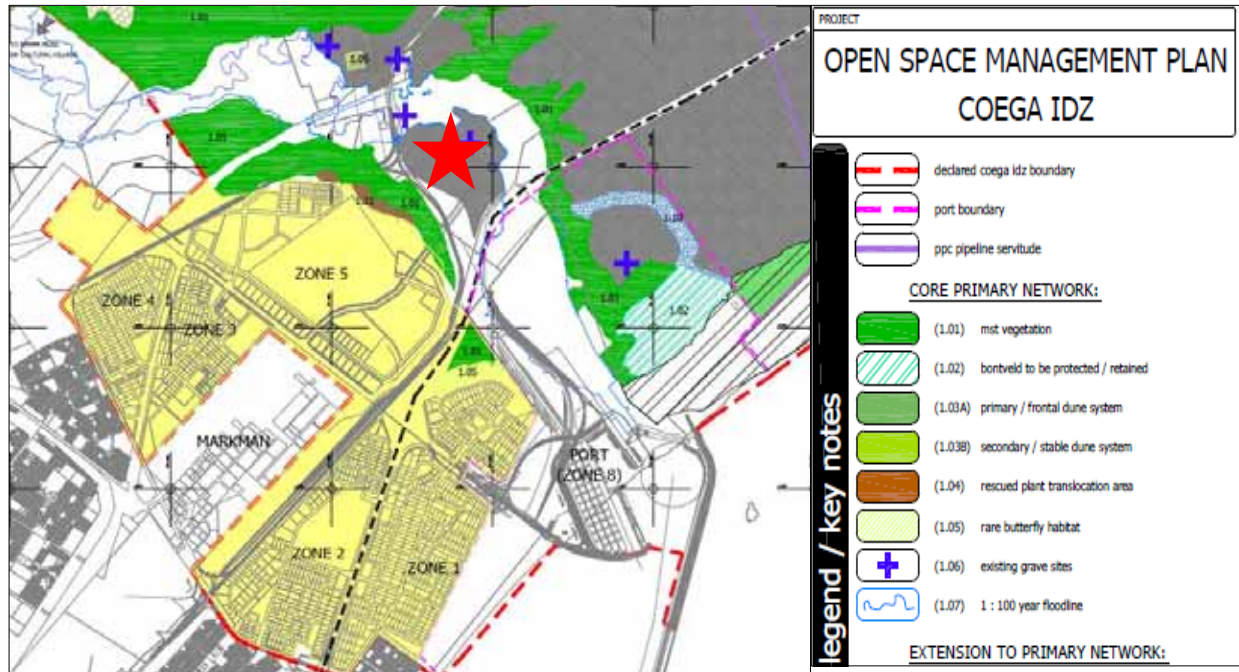 1.01
1.06
1.01
1.01
1.01
ZONE 5
ZONE 4
ZONE 3
1.01
1.02
1.05
MARKMAN
PORT
(ZONE 8)
ZONE 2
ZONE 1
PROJECT
OPEN SPACE MANAGEMENT PLAN
COEGA IDZ
legend / key notes
declared coega idz boundary
port boundary
ppc pipeline servitude
CORE PRIMARY NETWORK:
(1.01) mst vegetation
(1.02) bontveld to be protected / retained
(1.03A) primary / frontal dune system
(1.03B) secondary / stable dune system
(1.04) rescued plant translocation area
(1.05) rare butterfly habitat
(1.06) existing grave sites
(1.07) 1 : 100 year floodline
EXTENSION TO PRIMARY NETWORK: